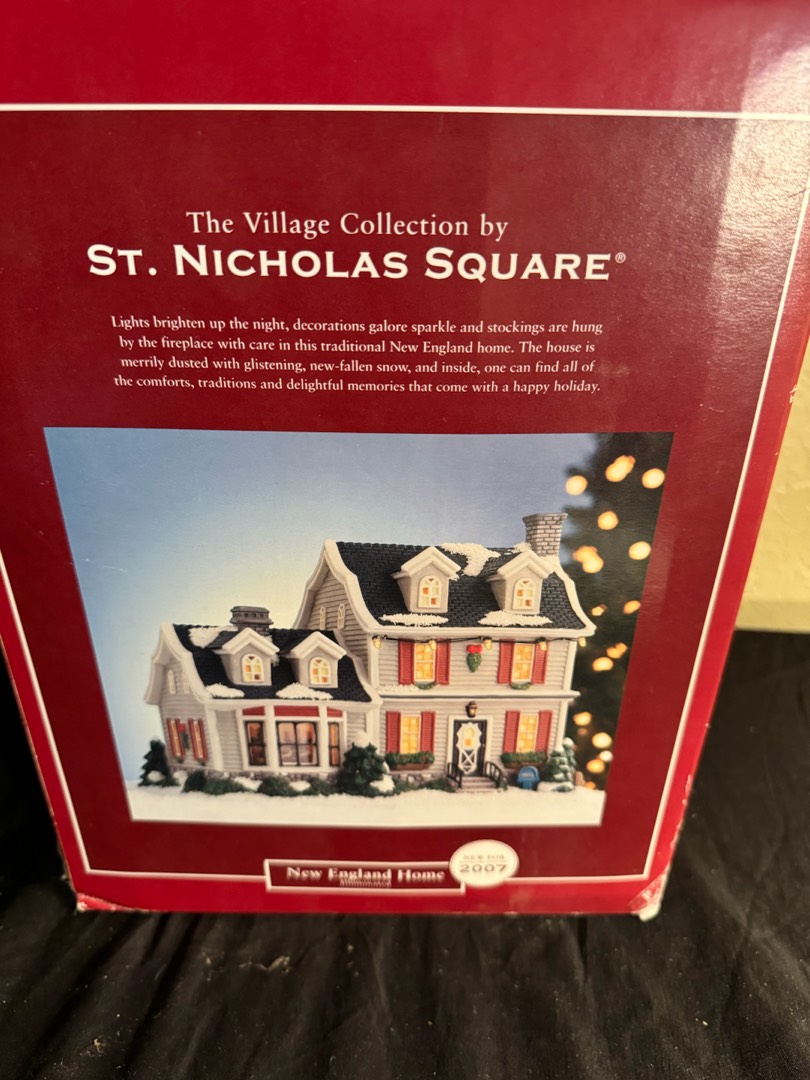 The Village Collection by
ST. NICHOLAS SQUARE®
Lights brighten up the night, decorations galore sparkle and stockings are hung
by the fireplace with care in this traditional New England home. The house is
merrily dusted with glistening, new-fallen snow, and inside, one can find all of
the comforts, traditions and delightful memories that come with a happy holiday.
New England Home
Illuminated
NEW FOR
2007